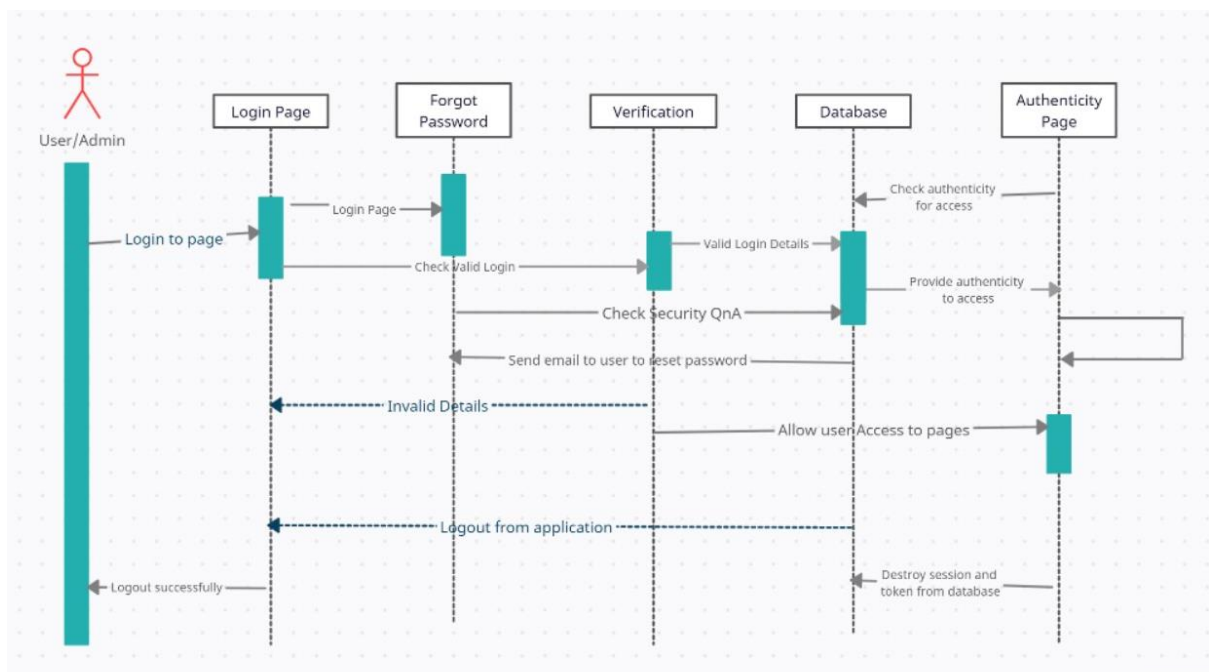 Forgot
Password
Authenticity
Page
Login Page
Verification
Database
User/Admin
Check authenticity
for access
Login Page
Login to page
Valid Login Details
Check Valid Login
Provide authenticity
to access
Check Security QnA
Send email to user to reset password
Invalid Details
Allow user Access to pages
Logout from application
Logout successfully
Destroy session and
token from database